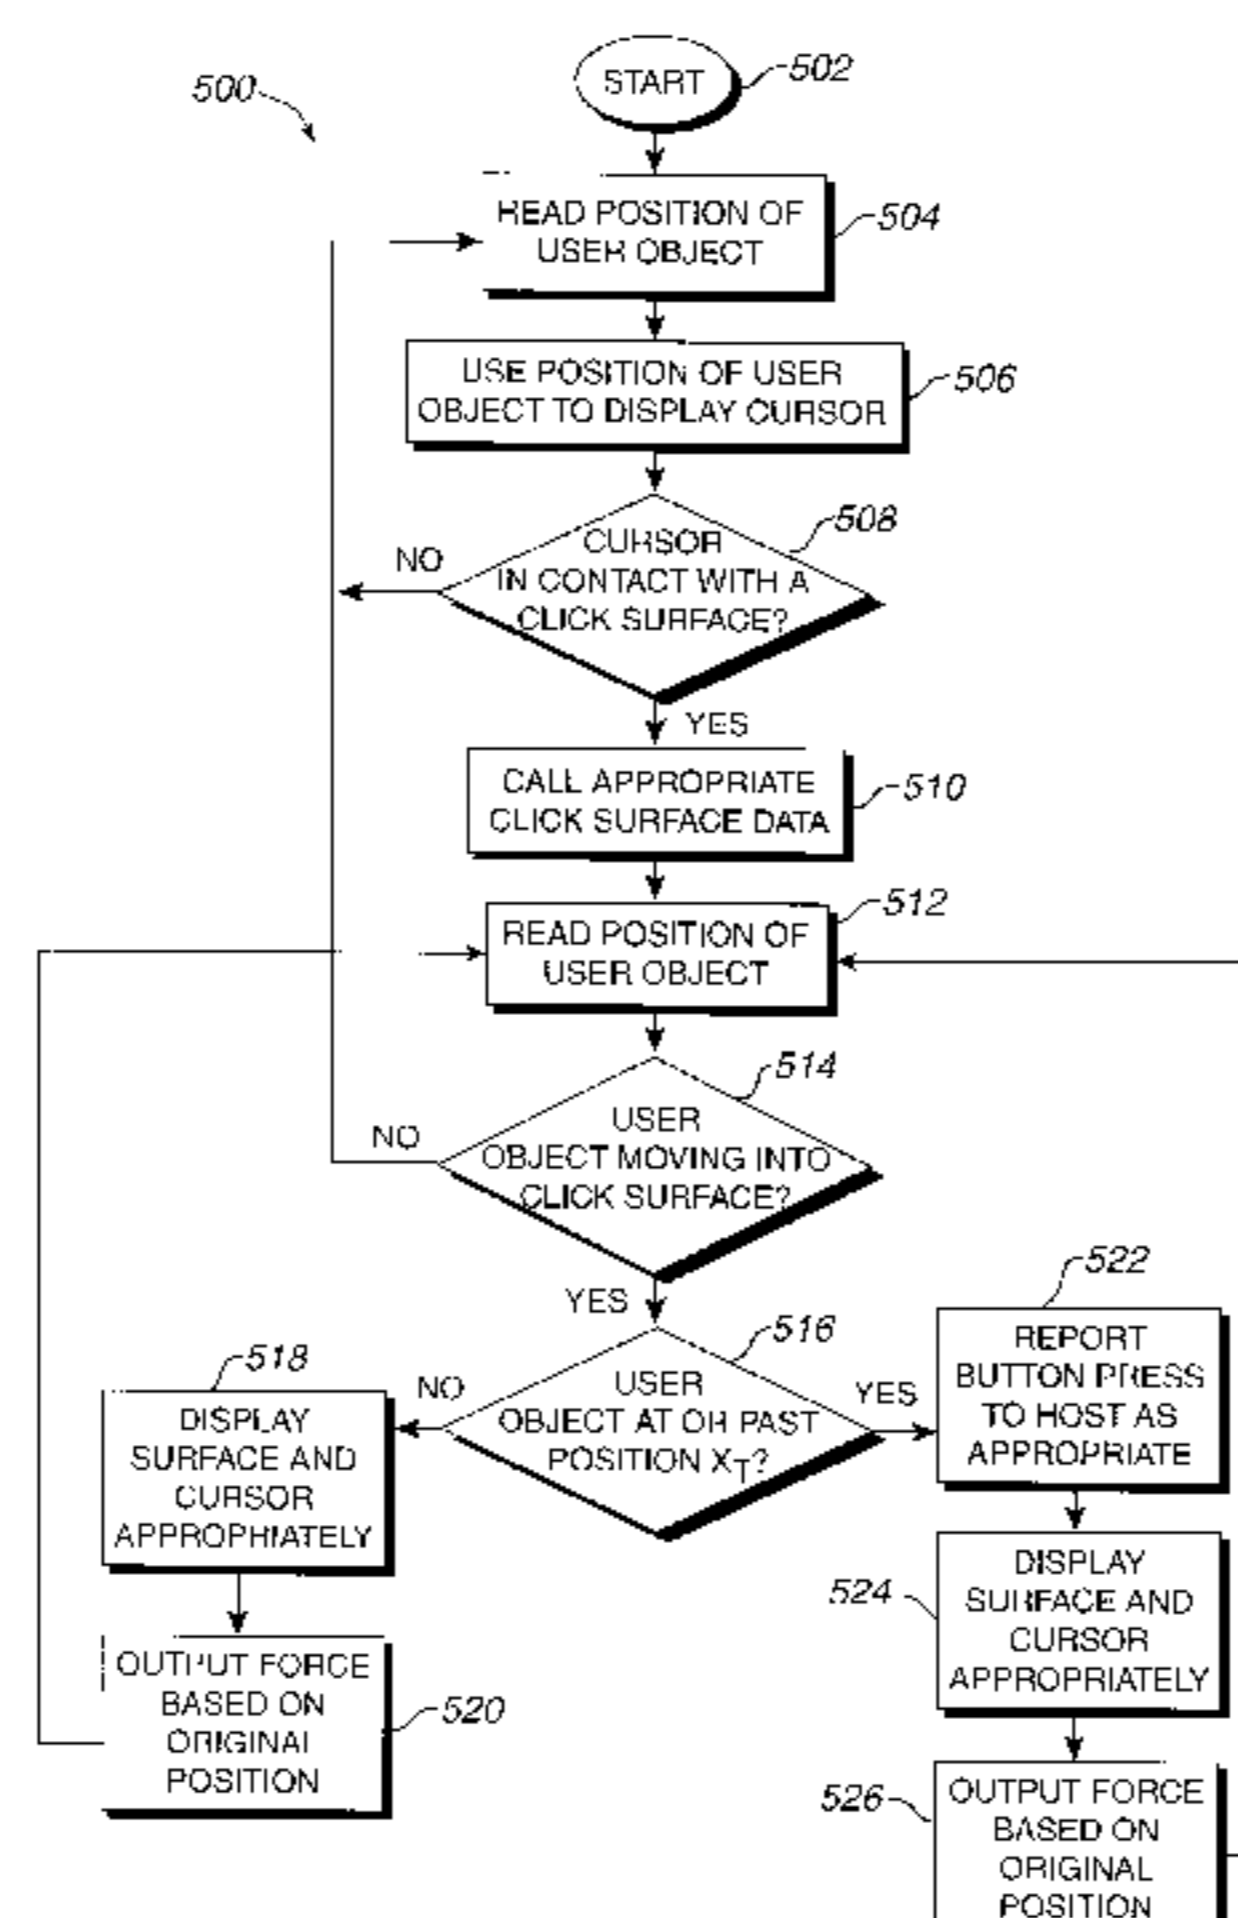 500
START
502
READ POSITION OF
USER OBJECT
504
USE POSITION OF USER
OBJECT TO DISPLAY CURSOR
506
CURSOR
IN CONTACT WITH A
CLICK SURFACE?
508
NO
YES
CALL APPROPRIATE
CLICK SURFACE DATA
510
READ POSITION OF
USER OBJECT
512
USER
OBJECT MOVING INTO
CLICK SURFACE?
514
NO
YES
USER
OBJECT AT OR PAST
POSITION X_T?
516
NO
YES
518
DISPLAY
SURFACE AND
CURSOR
APPROPRIATELY
OUTPUT FORCE
BASED ON
ORIGINAL
POSITION
520
522
REPORT
BUTTON PRESS
TO HOST AS
APPROPRIATE
524
DISPLAY
SURFACE AND
CURSOR
APPROPRIATELY
526
OUTPUT FORCE
BASED ON
ORIGINAL
POSITION